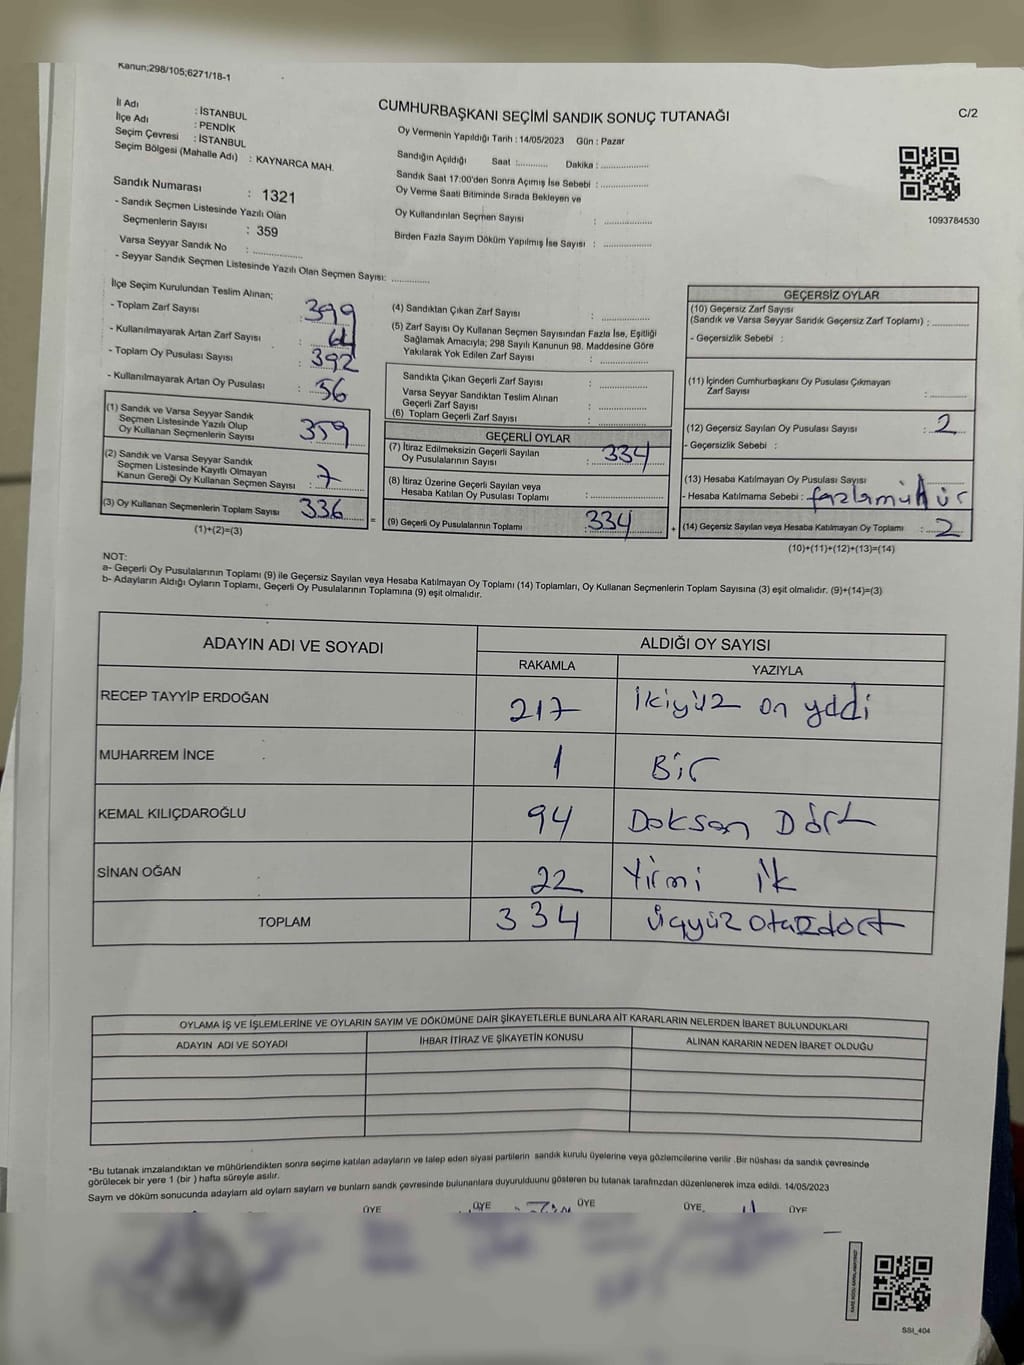 Kanun;298/105;6271/18-1
İl Adı : İSTANBUL
İlçe Adı : PENDİK
Seçim Çevresi : İSTANBUL
Seçim Bölgesi (Mahalle Adı) : KAYNARCA MAH.
CUMHURBAŞKANI SEÇİMİ SANDIK SONUÇ TUTANAĞI
C/2
Oy Vermenin Yapıldığı Tarih : 14/05/2023 Gün : Pazar
Sandığın Açıldığı Saat :........... Dakika : ..................
Sandık Saat 17:00'den Sonra Açımış İse Sebebi : ..................
Oy Verme Saati Bitiminde Sırada Bekleyen ve
Oy Kullandırılan Seçmen Sayısı : ..................
Birden Fazla Sayım Döküm Yapılmış İse Sayısı : ..................
1093784530
Sandık Numarası : 1321
- Sandık Seçmen Listesinde Yazılı Olan
Seçmenlerin Sayısı : 359
Varsa Seyyar Sandık No : ..................
- Seyyar Sandık Seçmen Listesinde Yazılı Olan Seçmen Sayısı: ..............
İlçe Seçim Kurulundan Teslim Alınan;
- Toplam Zarf Sayısı : 399
- Kullanılmayarak Artan Zarf Sayısı : 64
- Toplam Oy Pusulası Sayısı : 392
- Kullanılmayarak Artan Oy Pusulası : 56
(1) Sandık ve Varsa Seyyar Sandık
Seçmen Listesinde Yazılı Olup
Oy Kullanan Seçmenlerin Sayısı : 359
(2) Sandık ve Varsa Seyyar Sandık
Seçmen Listesinde Kayıtlı Olmayan
Kanun Gereği Oy Kullanan Seçmen Sayısı : 7
(3) Oy Kullanan Seçmenlerin Toplam Sayısı : 336
(1)+(2)=(3)
(4) Sandıktan Çıkan Zarf Sayısı : ..................
(5) Zarf Sayısı Oy Kullanan Seçmen Sayısından Fazla İse, Eşitliği
Sağlamak Amacıyla; 298 Sayılı Kanunun 98. Maddesine Göre
Yakılarak Yok Edilen Zarf Sayısı : ..................
Sandıkta Çıkan Geçerli Zarf Sayısı : ..................
Varsa Seyyar Sandıktan Teslim Alınan
Geçerli Zarf Sayısı : ..................
(6) Toplam Geçerli Zarf Sayısı : ..................
GEÇERLİ OYLAR
(7) İtiraz Edilmeksizin Geçerli Sayılan
Oy Pusulalarının Sayısı : 334
(8) İtiraz Üzerine Geçerli Sayılan veya
Hesaba Katılan Oy Pusulası Toplamı : ..................
= (9) Geçerli Oy Pusulalarının Toplamı : 334
GEÇERSİZ OYLAR
(10) Geçersiz Zarf Sayısı
(Sandık ve Varsa Seyyar Sandık Geçersiz Zarf Toplamı) : ..............
- Geçersizlik Sebebi :
(11) İçinden Cumhurbaşkanı Oy Pusulası Çıkmayan
Zarf Sayısı : ..............
(12) Geçersiz Sayılan Oy Pusulası Sayısı : 2
- Geçersizlik Sebebi :
(13) Hesaba Katılmayan Oy Pusulası Sayısı : ..............
- Hesaba Katılmama Sebebi : fazlamühür
+ (14) Geçersiz Sayılan veya Hesaba Katılmayan Oy Toplamı : 2
(10)+(11)+(12)+(13)=(14)
NOT:
a- Geçerli Oy Pusulalarının Toplamı (9) ile Geçersiz Sayılan veya Hesaba Katılmayan Oy Toplamı (14) Toplamları, Oy Kullanan Seçmenlerin Toplam Sayısına (3) eşit olmalıdır. (9)+(14)=(3)
b- Adayların Aldığı Oyların Toplamı, Geçerli Oy Pusulalarının Toplamına (9) eşit olmalıdır.
ADAYIN ADI VE SOYADI
ALDIĞI OY SAYISI
RAKAMLA YAZIYLA
RECEP TAYYİP ERDOĞAN 217 İkiyüz on yddi
MUHARREM İNCE 1 Bir
KEMAL KILIÇDAROĞLU 94 Doksan Dört
SİNAN OĞAN 22 Yirmi ik
TOPLAM 334 Üçyüz otuzdört
OYLAMA İŞ VE İŞLEMLERİNE VE OYLARIN SAYIM VE DÖKÜMÜNE DAİR ŞİKAYETLERLE BUNLARA AİT KARARLARIN NELERDEN İBARET BULUNDUKLARI
ADAYIN ADI VE SOYADI İHBAR İTİRAZ VE ŞİKAYETİN KONUSU ALINAN KARARIN NEDEN İBARET OLDUĞU
*Bu tutanak imzalandıktan ve mühürlendikten sonra seçime katılan adayların ve talep eden siyasi partilerin sandık kurulu üyelerine veya gözlemcilerine verilir .Bir nüshası da sandık çevresinde
görülecek bir yere 1 (bir ) hafta süreyle asılır.
Sayım ve döküm sonucunda adayların ald oyların sayları ve bunların sandk çevresinde bulunanlara duyurulduunu gösteren bu tutanak tarafmzdan düzenlenerek imza edildi. 14/05/2023
ÜYE ÜYE ÜYE ÜYE ÜYE
SSI_404